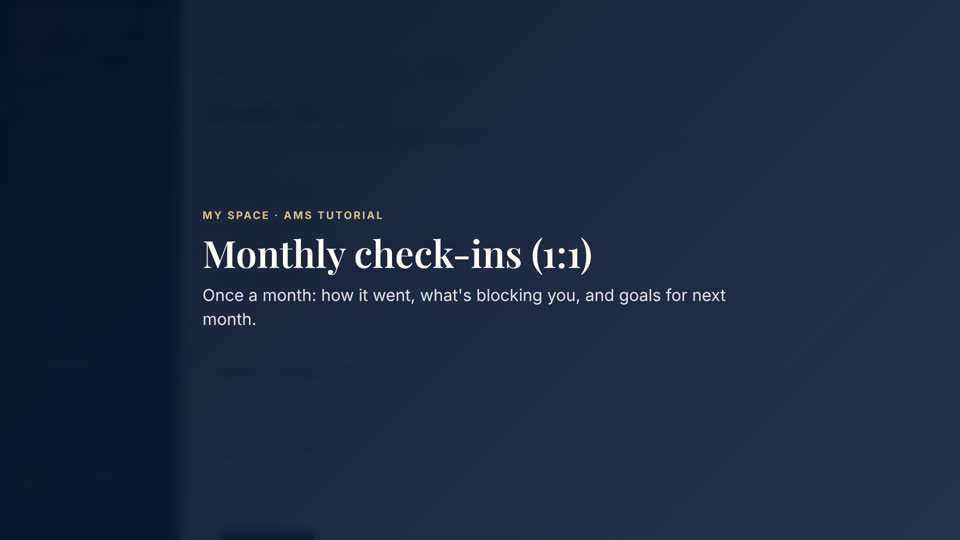 MY SPACE · AMS TUTORIAL
Monthly check-ins (1:1)
Once a month: how it went, what's blocking you, and goals for next
month.